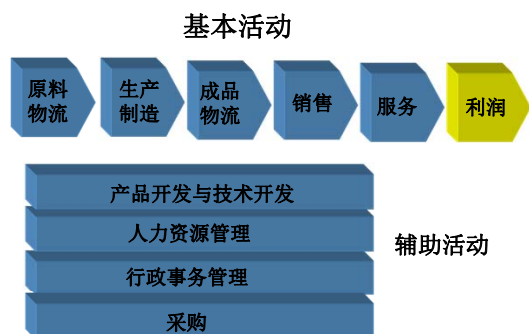 基本活动
原料
物流
生产
制造
成品
物流
销售
服务
利润
产品开发与技术开发
人力资源管理
行政事务管理
采购
辅助活动